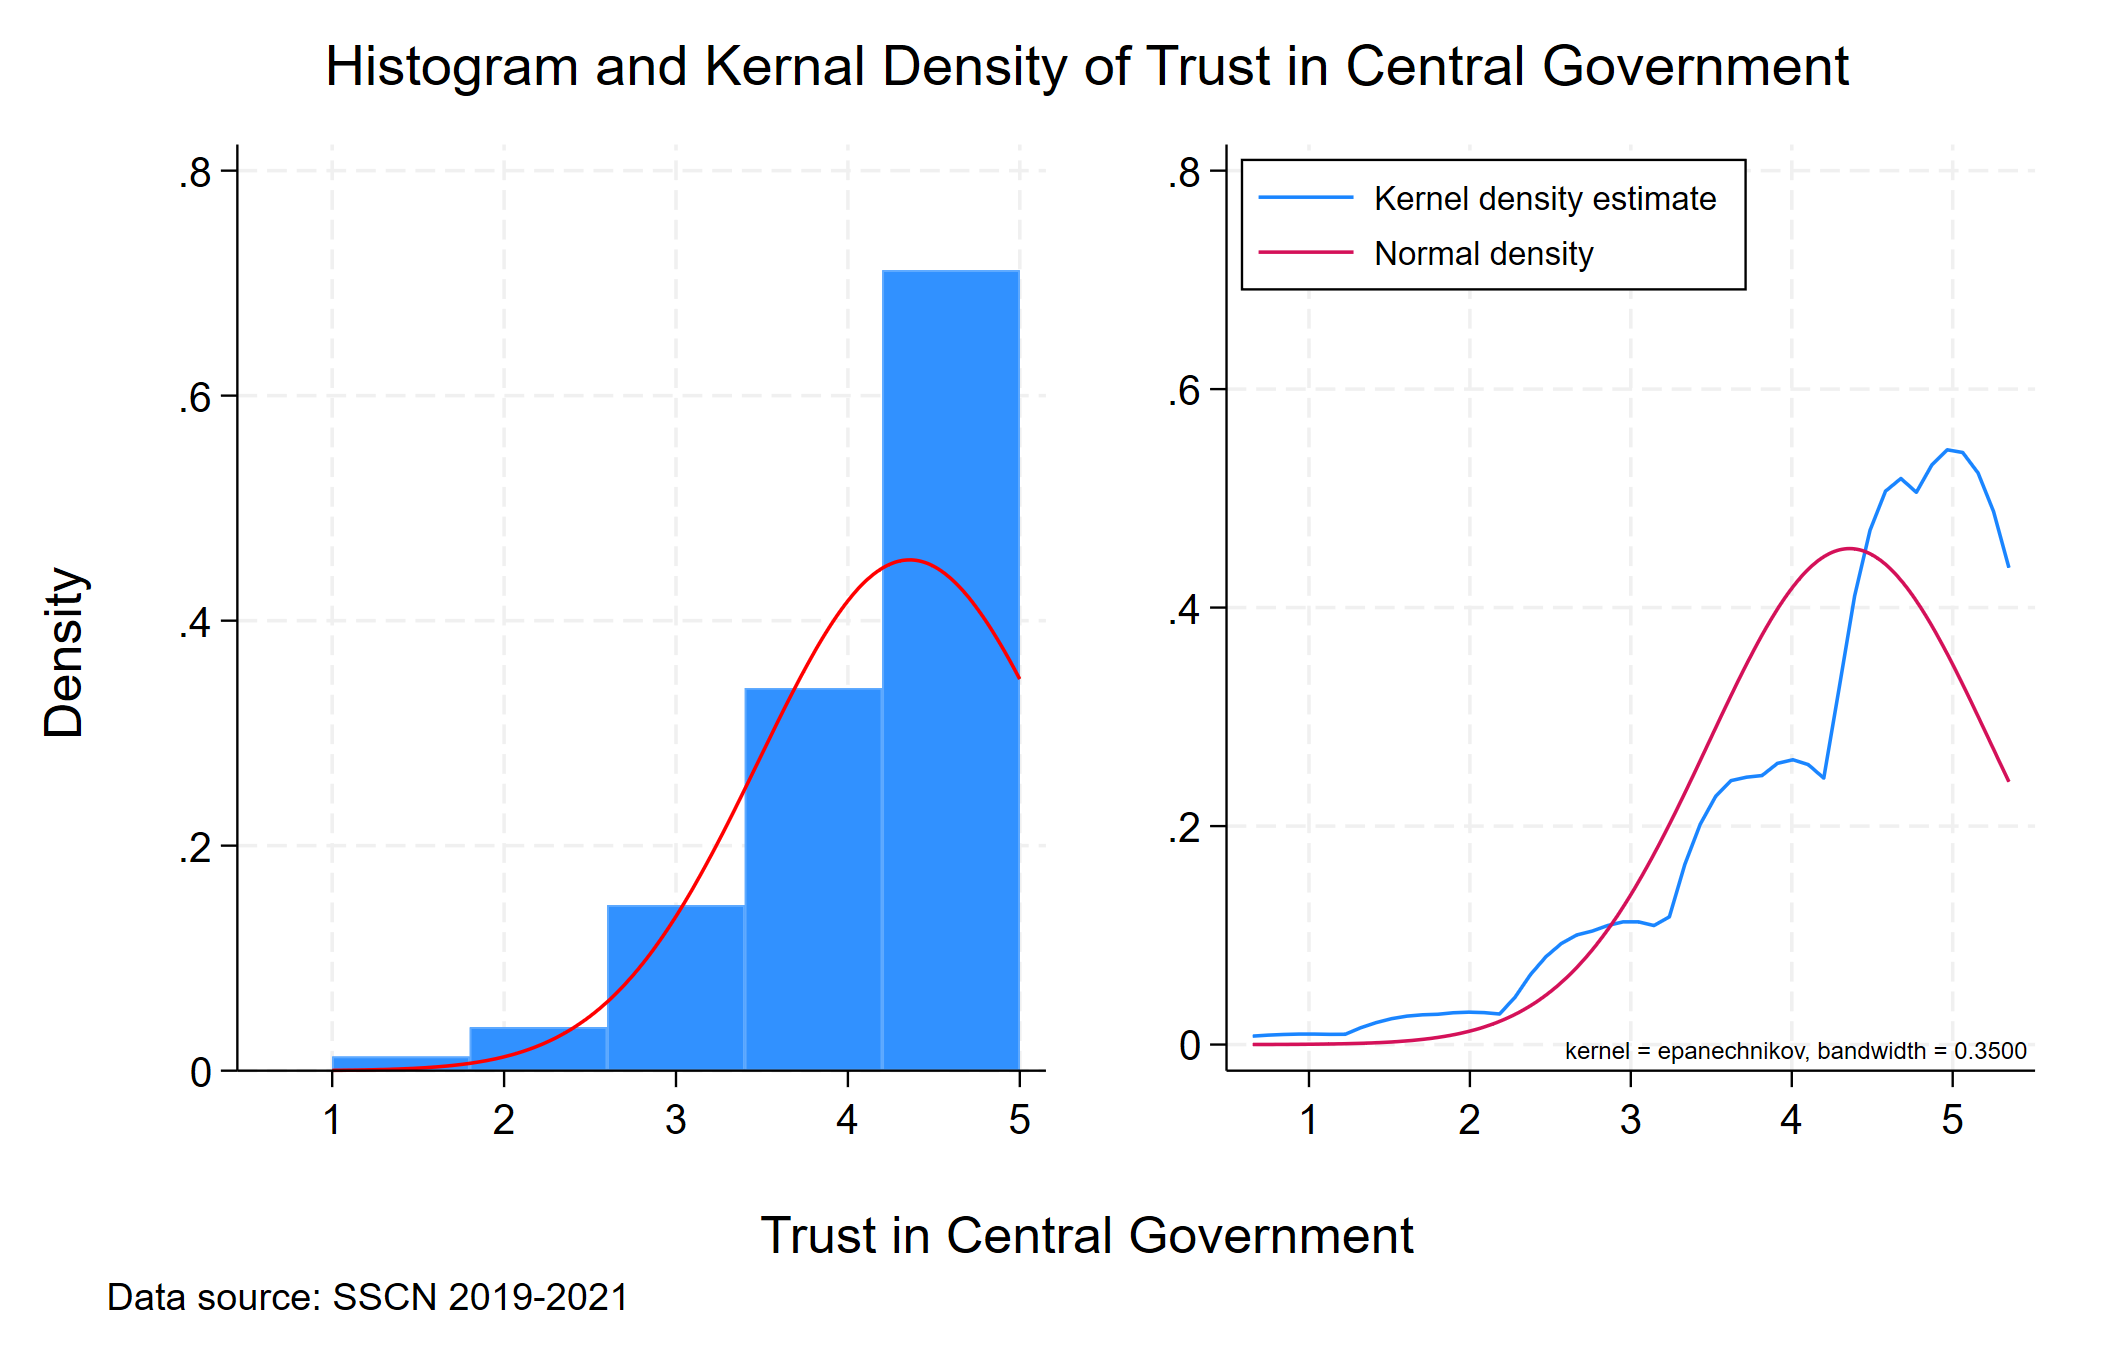 Histogram and Kernal Density of Trust in Central Government
Density
.8
.6
.4
.2
0
1 2 3 4 5
.8
.6
.4
.2
0
Kernel density estimate
Normal density
kernel = epanechnikov, bandwidth = 0.3500
1 2 3 4 5
Trust in Central Government
Data source: SSCN 2019-2021